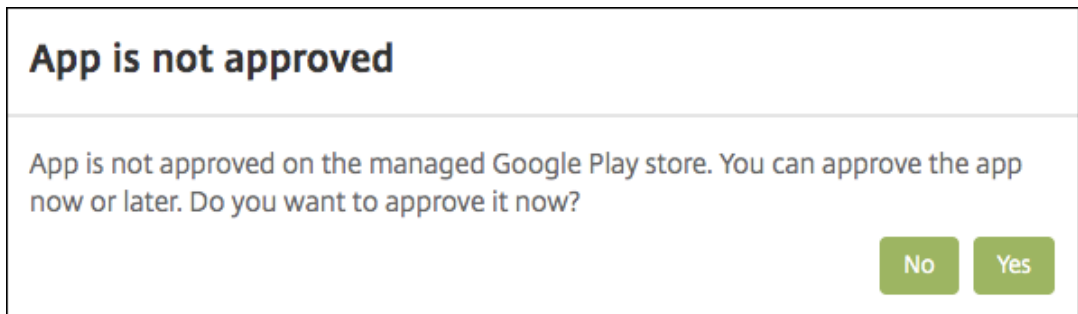 App is not approved
App is not approved on the managed Google Play store. You can approve the app
now or later. Do you want to approve it now?
No
Yes